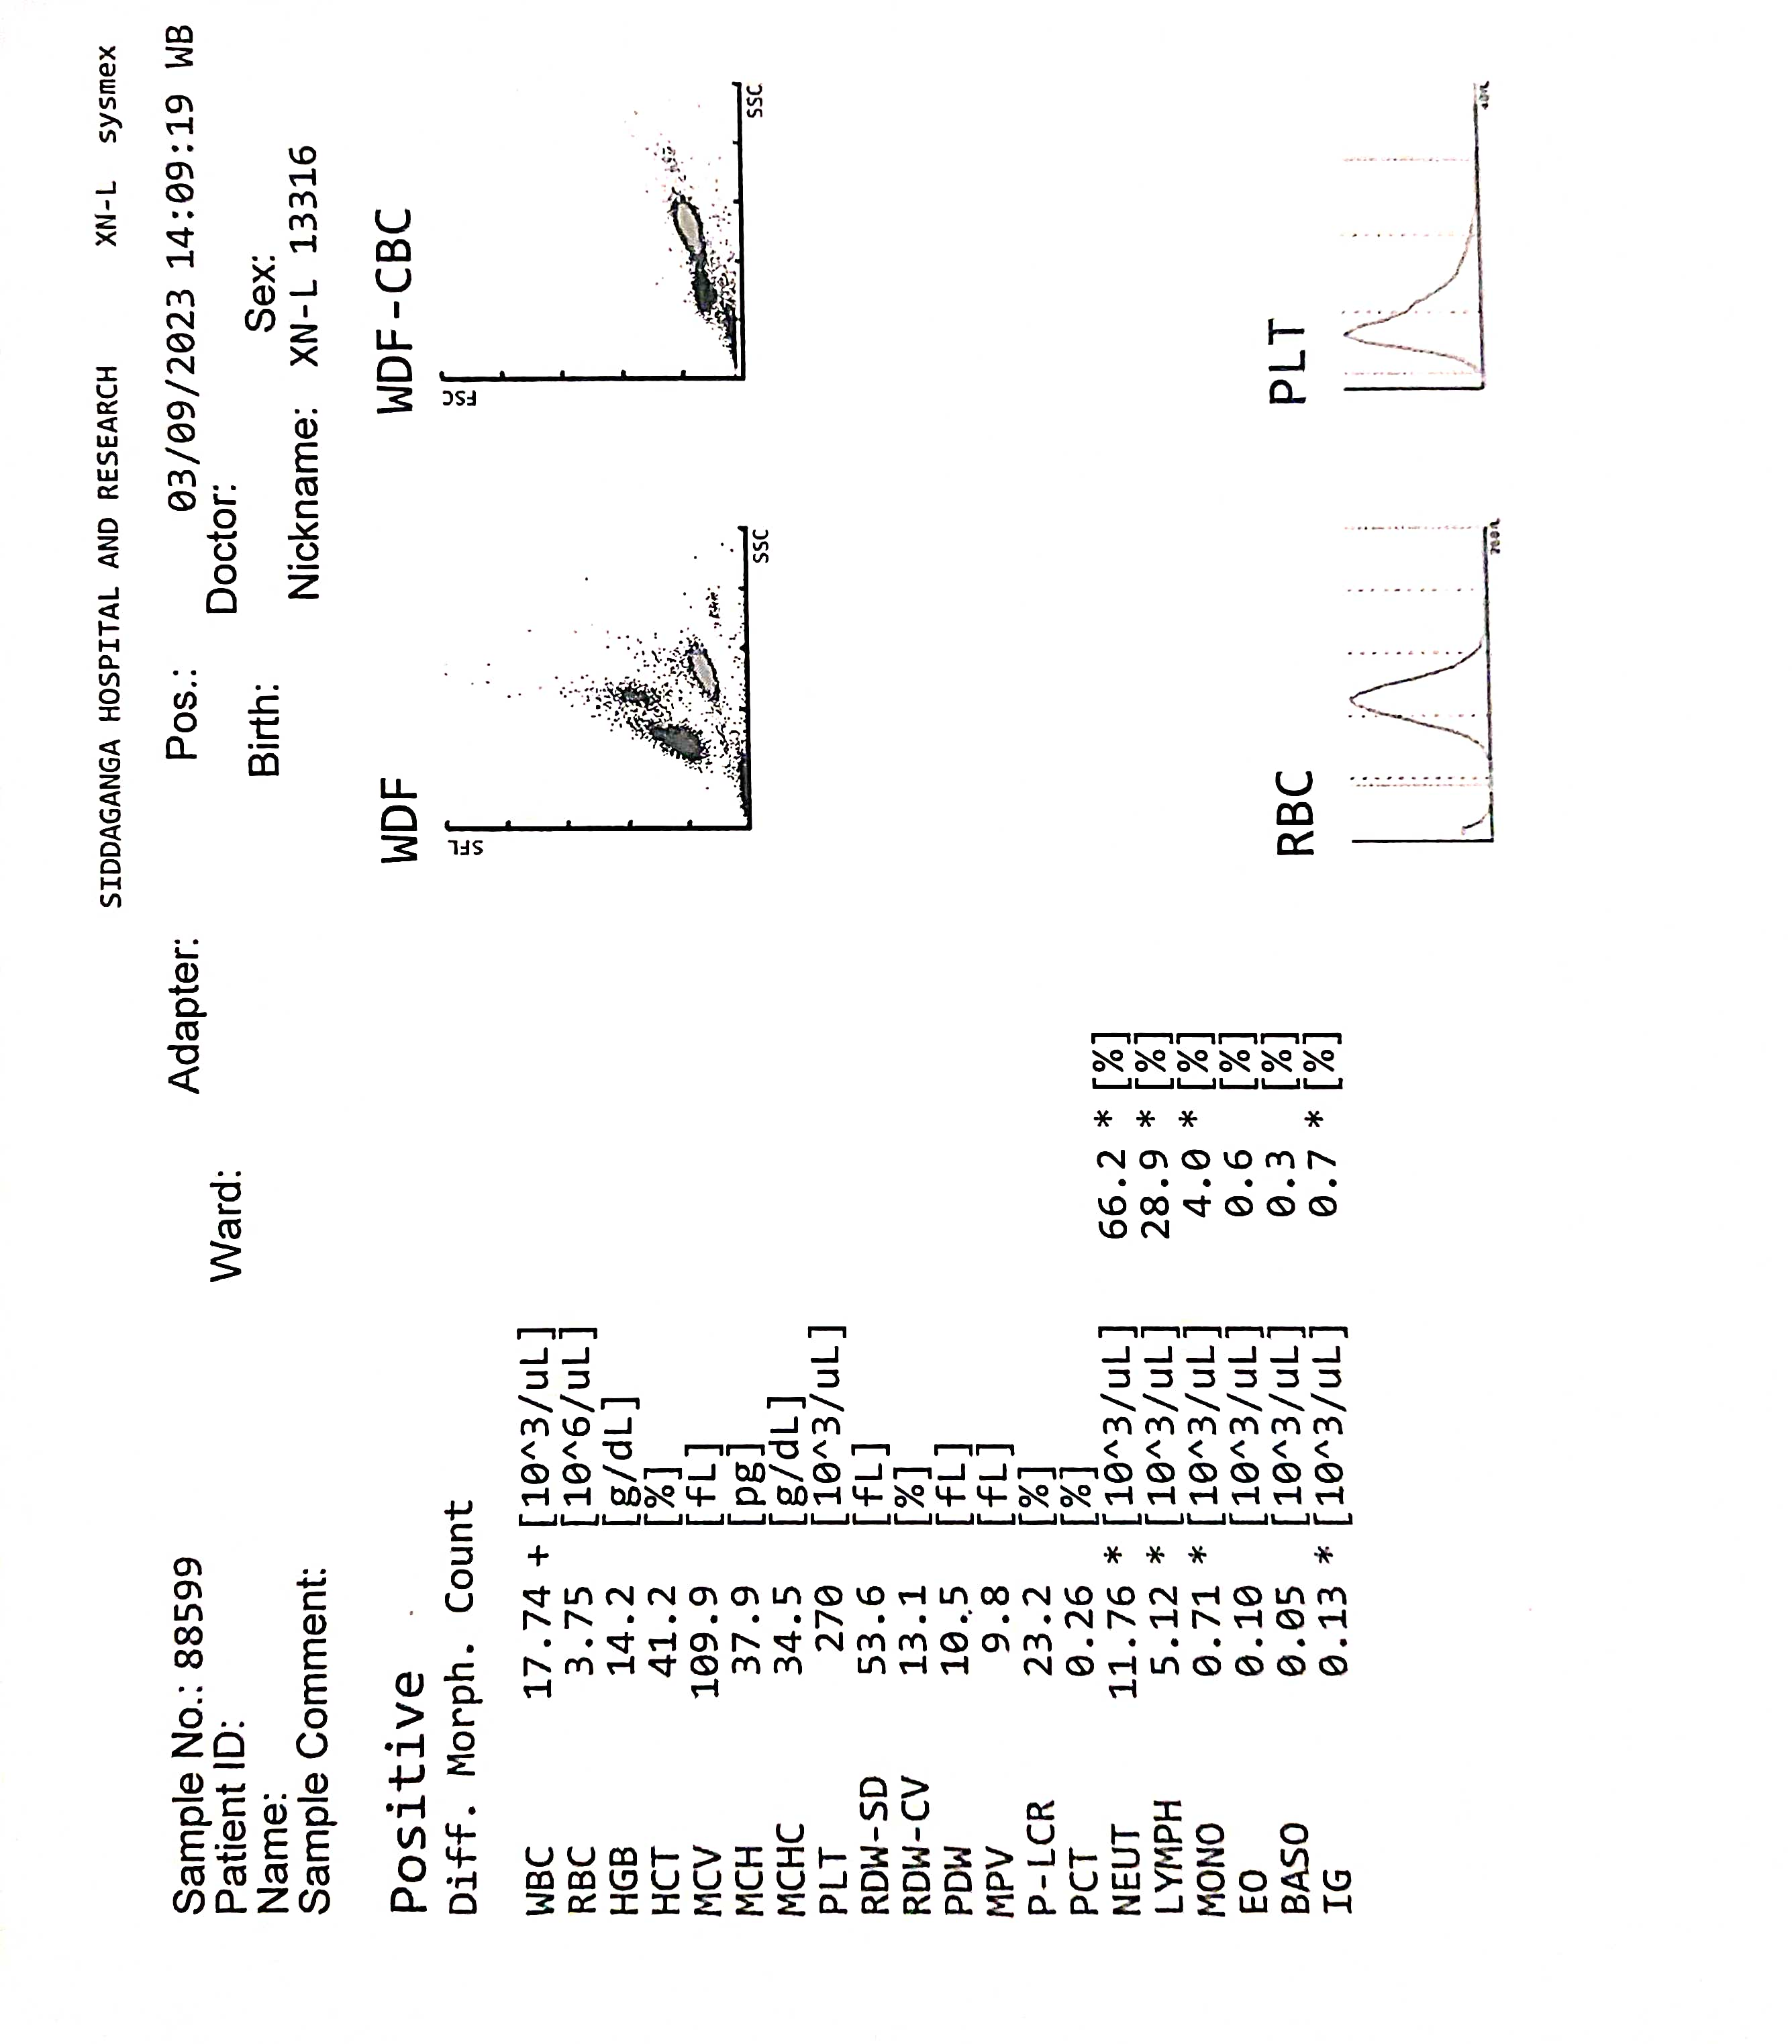 SIDDAGANGA HOSPITAL AND RESEARCH XN-L sysmex
Sample No.: 88599 Adapter: Pos.: 03/09/2023 14:09:19 WB
Patient ID: Ward: Doctor:
Name: Birth: Sex:
Sample Comment: Nickname: XN-L 13316
Positive
Diff. Morph. Count
WDF WDF-CBC
SFL SSC FSC SSC
WBC 17.74 + [10^3/uL]
RBC 3.75 [10^6/uL]
HGB 14.2 [g/dL]
HCT 41.2 [%]
MCV 109.9 [fL]
MCH 37.9 [pg]
MCHC 34.5 [g/dL]
PLT 270 [10^3/uL]
RDW-SD 53.6 [fL]
RDW-CV 13.1 [%]
PDW 10.5 [fL]
MPV 9.8 [fL]
P-LCR 23.2 [%]
PCT 0.26 [%]
NEUT 11.76 * [10^3/uL] 66.2 * [%]
LYMPH 5.12 * [10^3/uL] 28.9 * [%]
MONO 0.71 * [10^3/uL] 4.0 * [%]
EO 0.10 [10^3/uL] 0.6 [%]
BASO 0.05 [10^3/uL] 0.3 [%]
IG 0.13 * [10^3/uL] 0.7 * [%]
RBC PLT